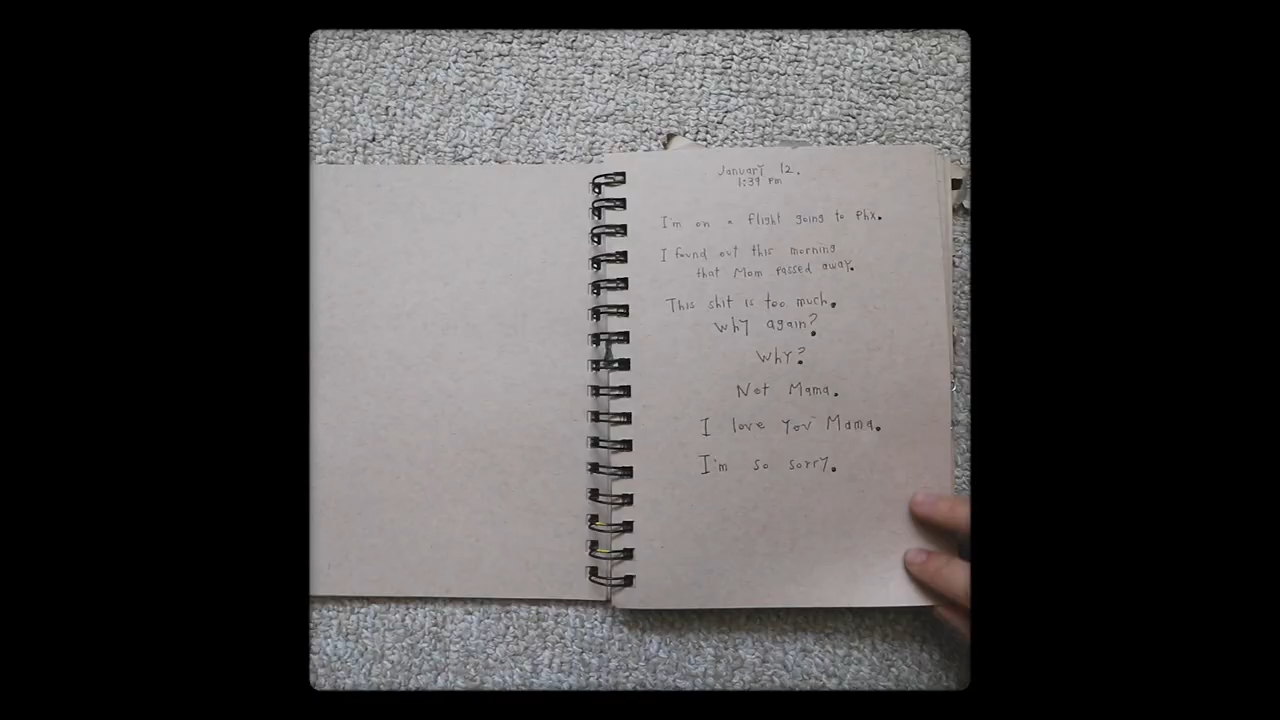 January 12.
1:39 pm
I'm on a flight going to Phx.
I found out this morning
that Mom passed away.
This shit is too much.
Why again?
Why?
Not Mama.
I love you Mama.
I'm so sorry.